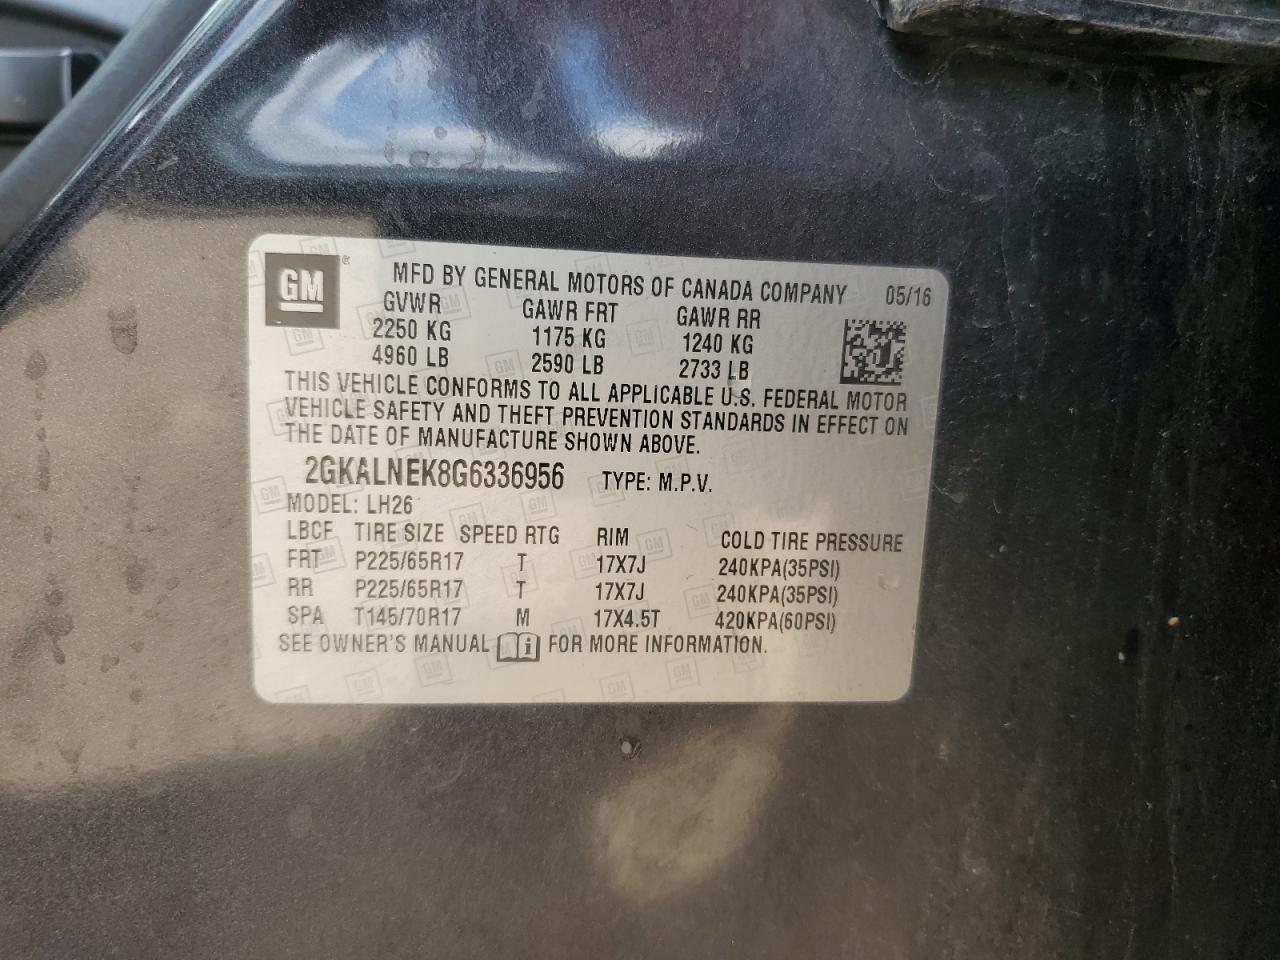 GM ®
MFD BY GENERAL MOTORS OF CANADA COMPANY 05/16
GVWR GAWR FRT GAWR RR
2250 KG 1175 KG 1240 KG
4960 LB 2590 LB 2733 LB
THIS VEHICLE CONFORMS TO ALL APPLICABLE U.S. FEDERAL MOTOR
VEHICLE SAFETY AND THEFT PREVENTION STANDARDS IN EFFECT ON
THE DATE OF MANUFACTURE SHOWN ABOVE.
2GKALNEK8G6336956 TYPE: M.P.V.
MODEL: LH26
LBCF TIRE SIZE SPEED RTG RIM COLD TIRE PRESSURE
FRT P225/65R17 T 17X7J 240KPA(35PSI)
RR P225/65R17 T 17X7J 240KPA(35PSI)
SPA T145/70R17 M 17X4.5T 420KPA(60PSI)
SEE OWNER'S MANUAL i FOR MORE INFORMATION.